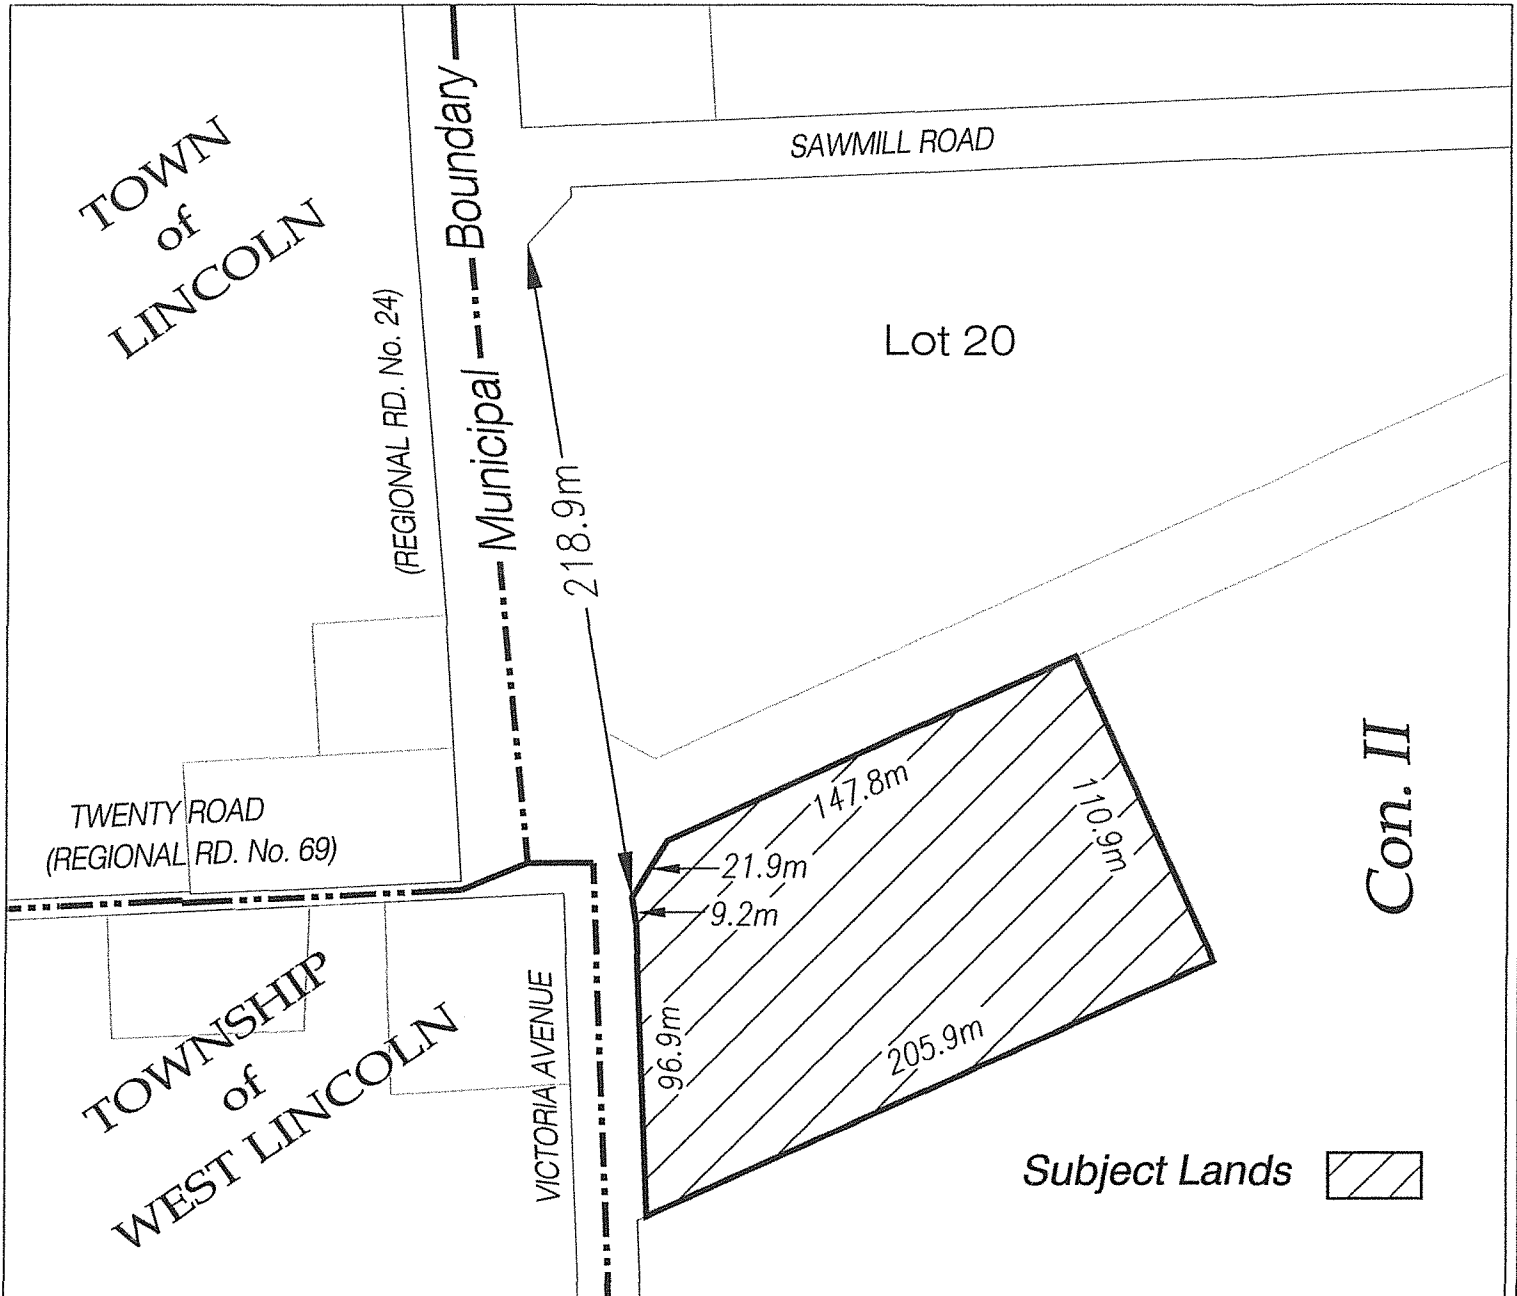 TOWN
of
LINCOLN
(REGIONAL RD. No. 24)
Municipal Boundary
SAWMILL ROAD
Lot 20
218.9m
TWENTY ROAD
(REGIONAL RD. No. 69)
147.8m
110.9m
21.9m
9.2m
96.9m
205.9m
Con. II
TOWNSHIP
of
WEST LINCOLN
VICTORIA AVENUE
Subject Lands